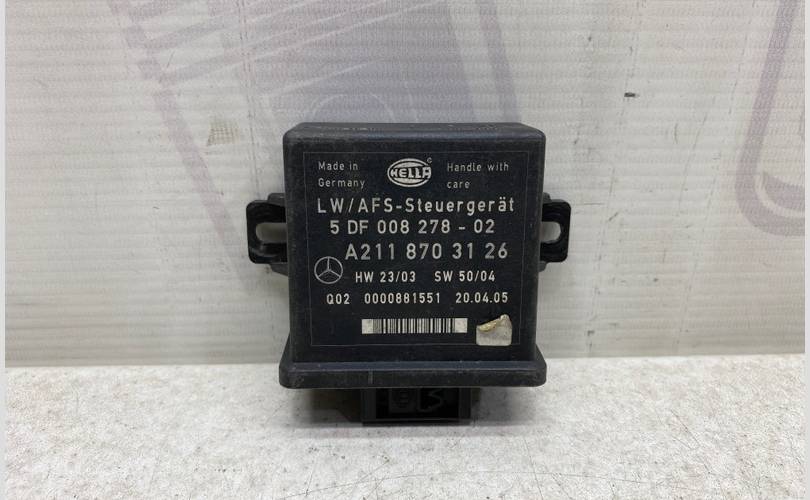 Made in Germany
HELLA
Handle with care
LW/AFS-Steuergerät
5 DF 008 278 - 02
A211 870 31 26
HW 23/03 SW 50/04
Q02 0000881551 20.04.05